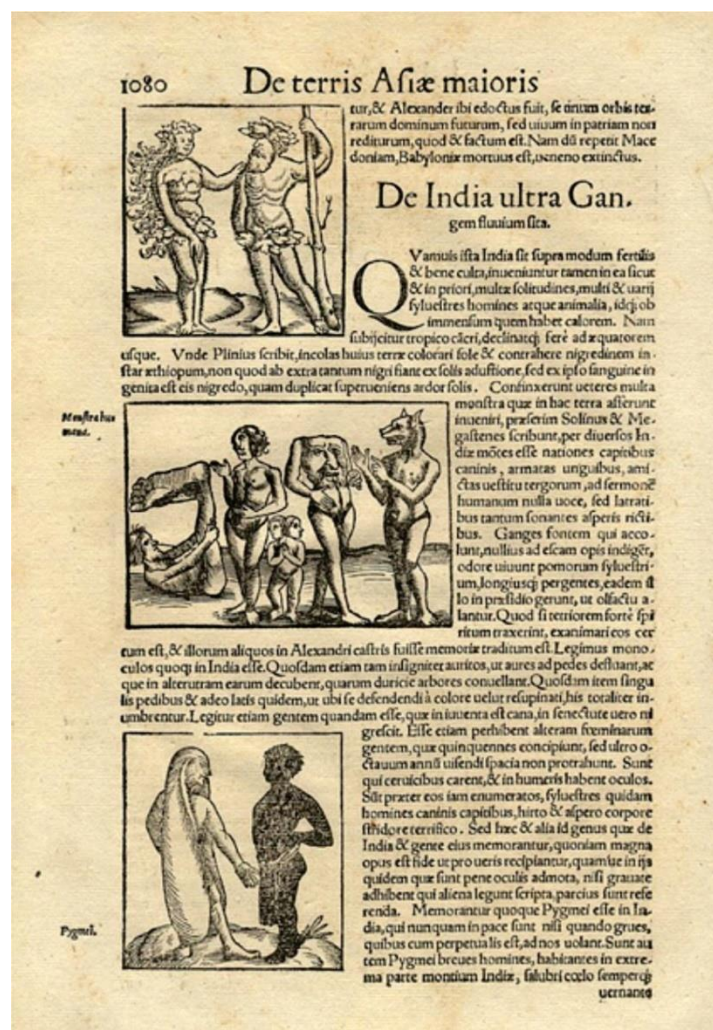 1080 De terris Asiæ maioris
tur,& Alexander ibi edoctus fuit, se unum orbis ter-
rarum dominum futurum, sed uiuum in patriam non
rediturum, quod & factum est. Nam dū repetit Mace
doniam, Babyloniæ mortuus est, ueneno extinctus.
De India ultra Gan-
gem fluuium sita.
QVamuis ista India sit supra modum fertilis
& bene culta, inueniuntur tamen in ea sicut
& in priori, multæ solitudines, multi & uarij
syluestres homines atque animalia, idq; ob
immensum quem habet calorem. Nam
subijcitur tropico cācri, declinatq; ferè ad æquatorem
usque. Vnde Plinius scribit, incolas huius terræ colorari sole & contrahere nigredinem in-
star æthiopum, non quod ab extra tantum nigri fiant ex solis adustione, sed ex ipso sanguine in
genita est eis nigredo, quam duplicat superueniens ardor solis. Confinxerunt ueteres multa
Monstra hu
mana.
monstra quæ in hac terra asserunt
inueniri, præserim Solinus & Me-
gastenes scribunt, per diuersos In-
diæ mōtes esse nationes capitibus
caninis, armatas unguibus, ami-
ctas uestitu tergorum, ad sermonē
humanum nulla uoce, sed latrati-
bus tantum sonantes asperis ricti-
bus. Ganges fontem qui acco-
lunt, nullius ad escam opis indigēt,
odore uiuunt pomorum syluestri-
um, longiusq; pergentes, eadem il
lo in præsidio gerunt, ut olfactu a-
lantur. Quod si tetriorem fortè spi
ritum traxerint, exanimari eos cer
tum est, & illorum aliquos in Alexandri castris fuisse memoriæ traditum est. Legimus mono-
culos quoq; in India esse. Quosdam etiam tam insigniter auritos, ut aures ad pedes defluant, at
que in alterutram earum decubent, quarum duricie arbores conuellant. Quosdam item singu
lis pedibus & adeo latis quidem, ut ubi se defendendi à colore uelut resupinati, his totaliter in-
umbrentur. Legitur etiam gentem quandam esse, quæ in iuuenta est cana, in senectute uero ni
grescit. Esse etiam perhibent alteram fœminarum
gentem, quæ quinquennes concipiunt, sed ultro o-
ctauum annū uisendi spacia non protrahunt. Sunt
qui ceruicibus carent, & in humeris habent oculos.
Sūt præter eos iam enumeratos, syluestres quidam
homines caninis capitibus, hirto & aspero corpore
stridore terrifico. Sed hæc & alia id genus quæ de
India & gente eius memorantur, quoniam magna
opus est fide ut pro ueris recipiantur, quamue in ijs
quidem quæ sunt pene oculis admota, nisi grauate
adhibent qui aliena legunt scripta, parcius sunt refe
renda. Memorantur quoque Pygmei esse in In-
Pygmei.
dia, qui nunquam in pace sunt nisi quando grues,
quibus cum perpetua lis est, ad nos uolant. Sunt au
tem Pygmei breues homines, habitantes in extre-
ma parte montium Indiæ, salubri cœlo semperq;
uernante